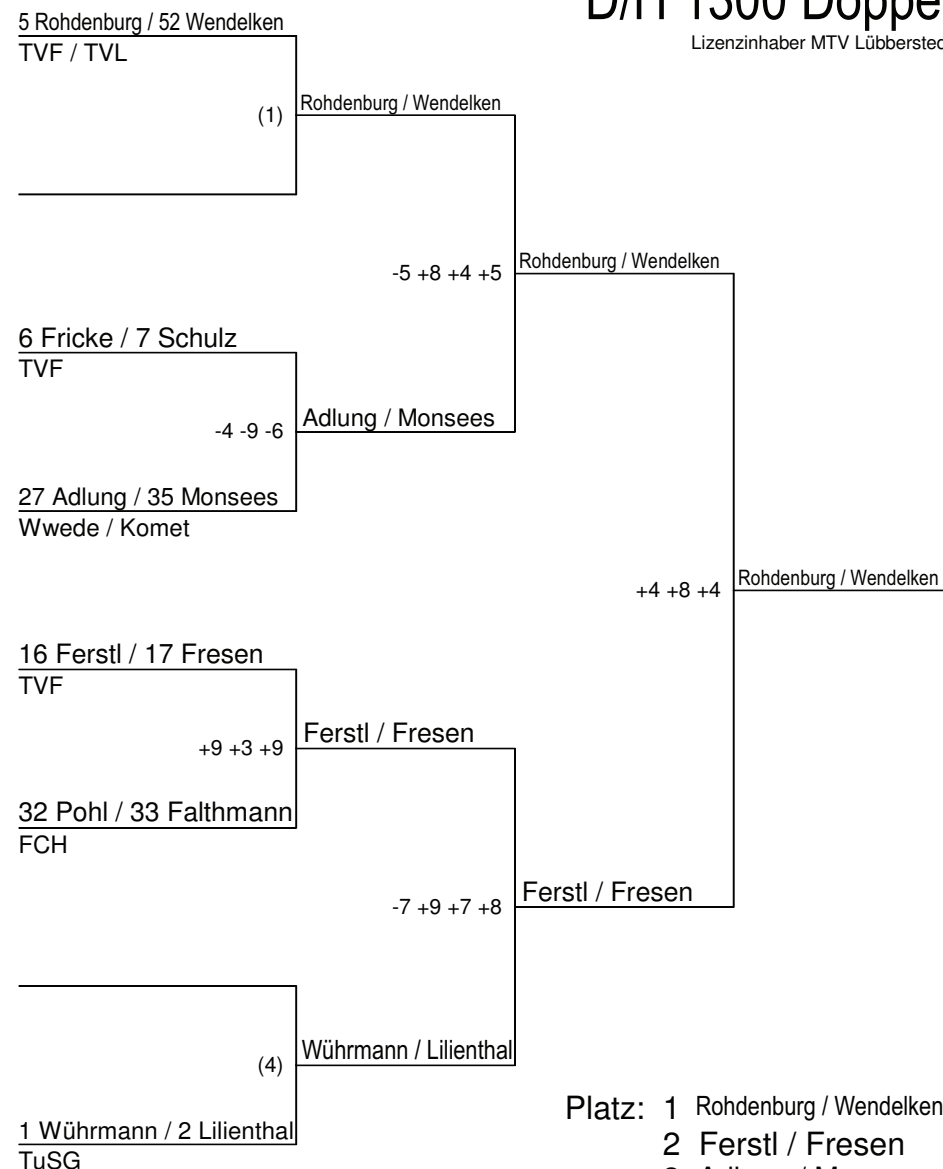 D/H 1300 Doppe
5 Rohdenburg / 52 Wendelken
Lizenzinhaber MTV Lübbersted
TVF / TVL
Rohdenburg / Wendelken
(1)
Rohdenburg / Wendelken
-5 +8 +4 +5
6 Fricke / 7 Schulz
TVF
Adlung / Monsees
-4 -9 -6
27 Adlung / 35 Monsees
Wwede / Komet
Rohdenburg / Wendelken
+4 +8 +4
16 Ferstl / 17 Fresen
TVF
Ferstl / Fresen
+9 +3 +9
32 Pohl / 33 Falthmann
FCH
Ferstl / Fresen
-7 +9 +7 +8
Wührmann / Lilienthal
(4)
1 Wührmann / 2 Lilienthal
TuSG
Platz: 1 Rohdenburg / Wendelken
2 Ferstl / Fresen